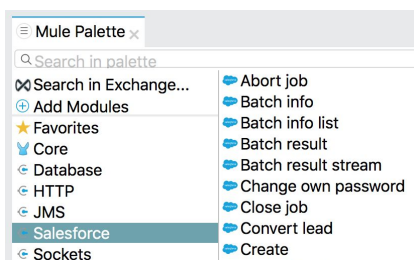 Mule Palette
Search in palette
Search in Exchange...
Add Modules
Favorites
Core
Database
HTTP
JMS
Salesforce
Sockets
Abort job
Batch info
Batch info list
Batch result
Batch result stream
Change own password
Close job
Convert lead
Create